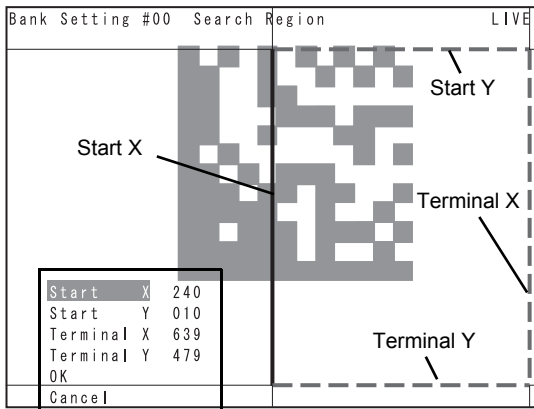 Bank Setting #00 Search Region LIVE
Start Y
Start X
Terminal X
Start X 240
Start Y 010
Terminal X 639
Terminal Y 479
OK
Cancel
Terminal Y